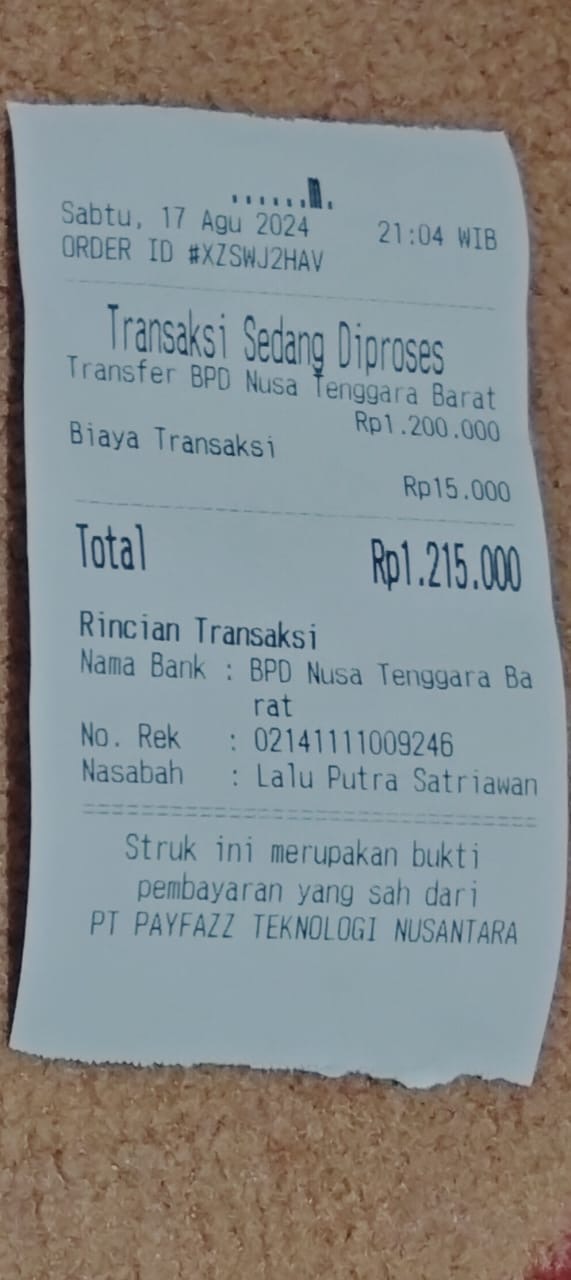 Sabtu, 17 Agu 2024 21:04 WIB
ORDER ID #XZSWJ2HAV
Transaksi Sedang Diproses
Transfer BPD Nusa Tenggara Barat
Rp1.200.000
Biaya Transaksi
Rp15.000
Total Rp1.215.000
Rincian Transaksi
Nama Bank : BPD Nusa Tenggara Ba
rat
No. Rek : 02141111009246
Nasabah : Lalu Putra Satriawan
Struk ini merupakan bukti
pembayaran yang sah dari
PT PAYFAZZ TEKNOLOGI NUSANTARA